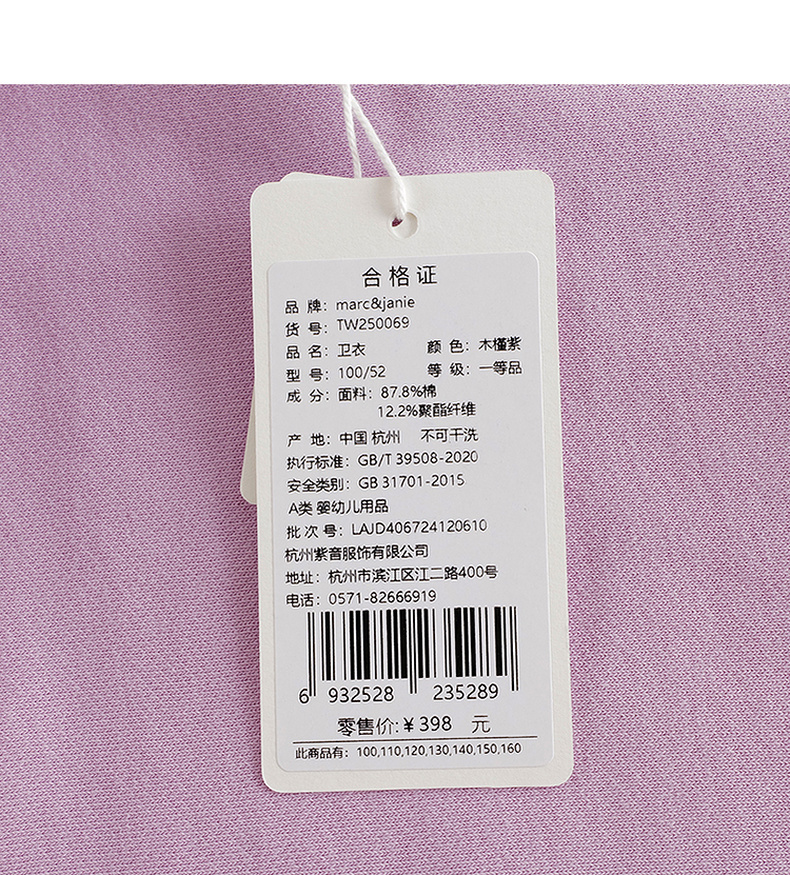 合格证
品 牌：marc&janie
货 号：TW250069
品 名：卫衣 颜 色：木槿紫
型 号：100/52 等 级：一等品
成 分：面料：87.8%棉
12.2%聚酯纤维
产 地：中国 杭州 不可干洗
执行标准：GB/T 39508-2020
安全类别：GB 31701-2015
A类 婴幼儿用品
批 次 号：LAJD406724120610
杭州紫音服饰有限公司
地址：杭州市滨江区江二路400号
电话：0571-82666919
6 932528 235289
零售价:¥398 元
此商品有：100,110,120,130,140,150,160